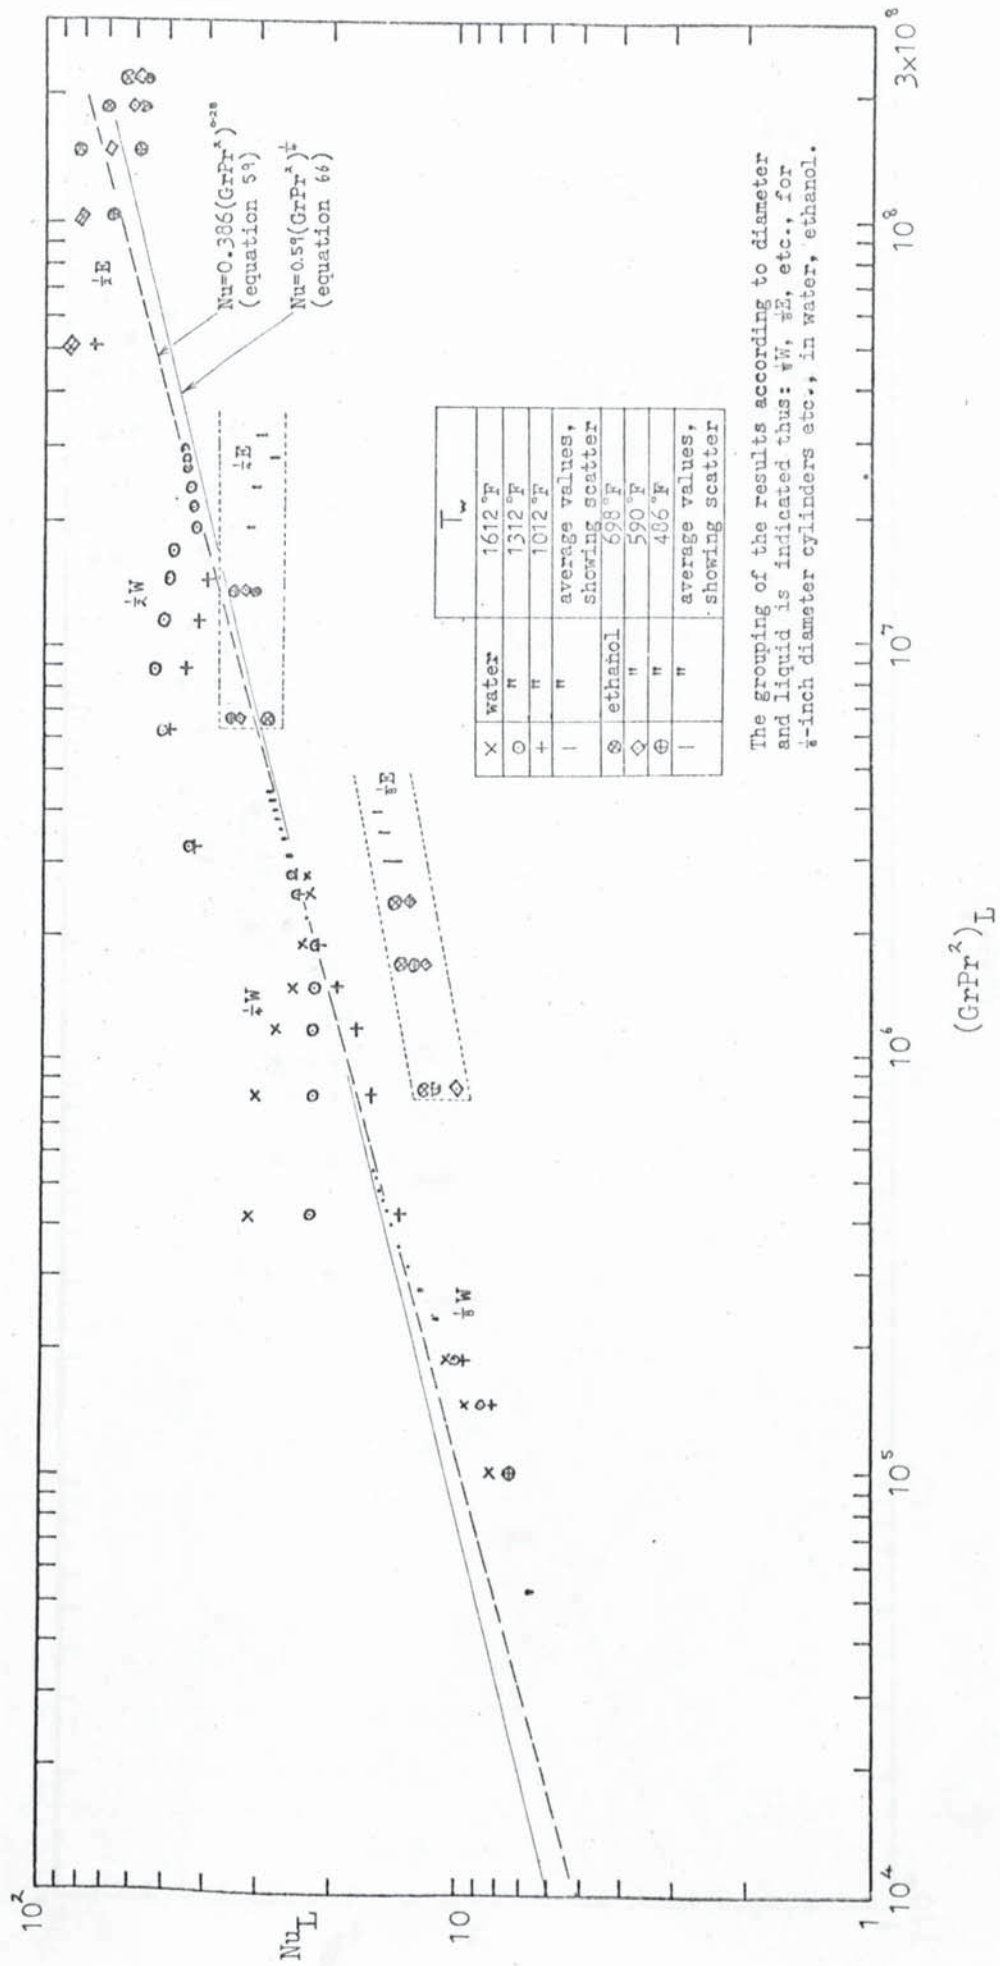 10²
Nu_L
10
1
10⁴
10⁵
10⁶
10⁷
10⁸
3×10⁸
(GrPr²)_L
⅛W
¼W
½W
⅛E
¼E
½E
Nu=0.386(GrPr²)^0.28
(equation 59)
Nu=0.59(GrPr²)^¼
(equation 66)
T_w
× water 1612°F
○ " 1312°F
+ " 1012°F
| " average values, showing scatter
⊗ ethanol 698°F
◇ " 590°F
⊕ " 486°F
| " average values, showing scatter
The grouping of the results according to diameter
and liquid is indicated thus: ⅛W, ⅛E, etc., for
⅛-inch diameter cylinders etc., in water, ethanol.